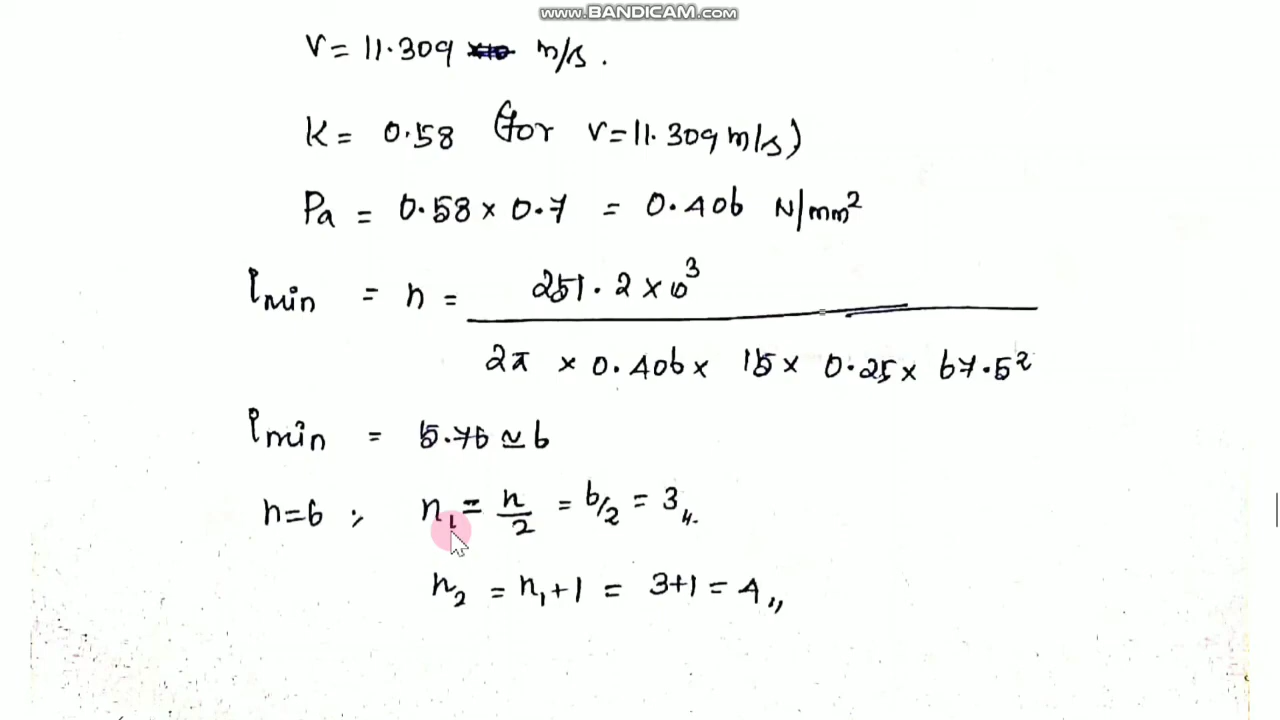 www.BANDICAM.com
v = 11.309 m/s.
K = 0.58 (for v=11.309 m/s)
Pa = 0.58 × 0.7 = 0.406 N/mm²
imin = n = 251.2 × 10³ / 2π × 0.406 × 15 × 0.25 × 67.5²
imin = 5.76 ≃ 6
n=6 ; n₁ = n/2 = 6/2 = 3,,
n₂ = n₁+1 = 3+1 = 4,,